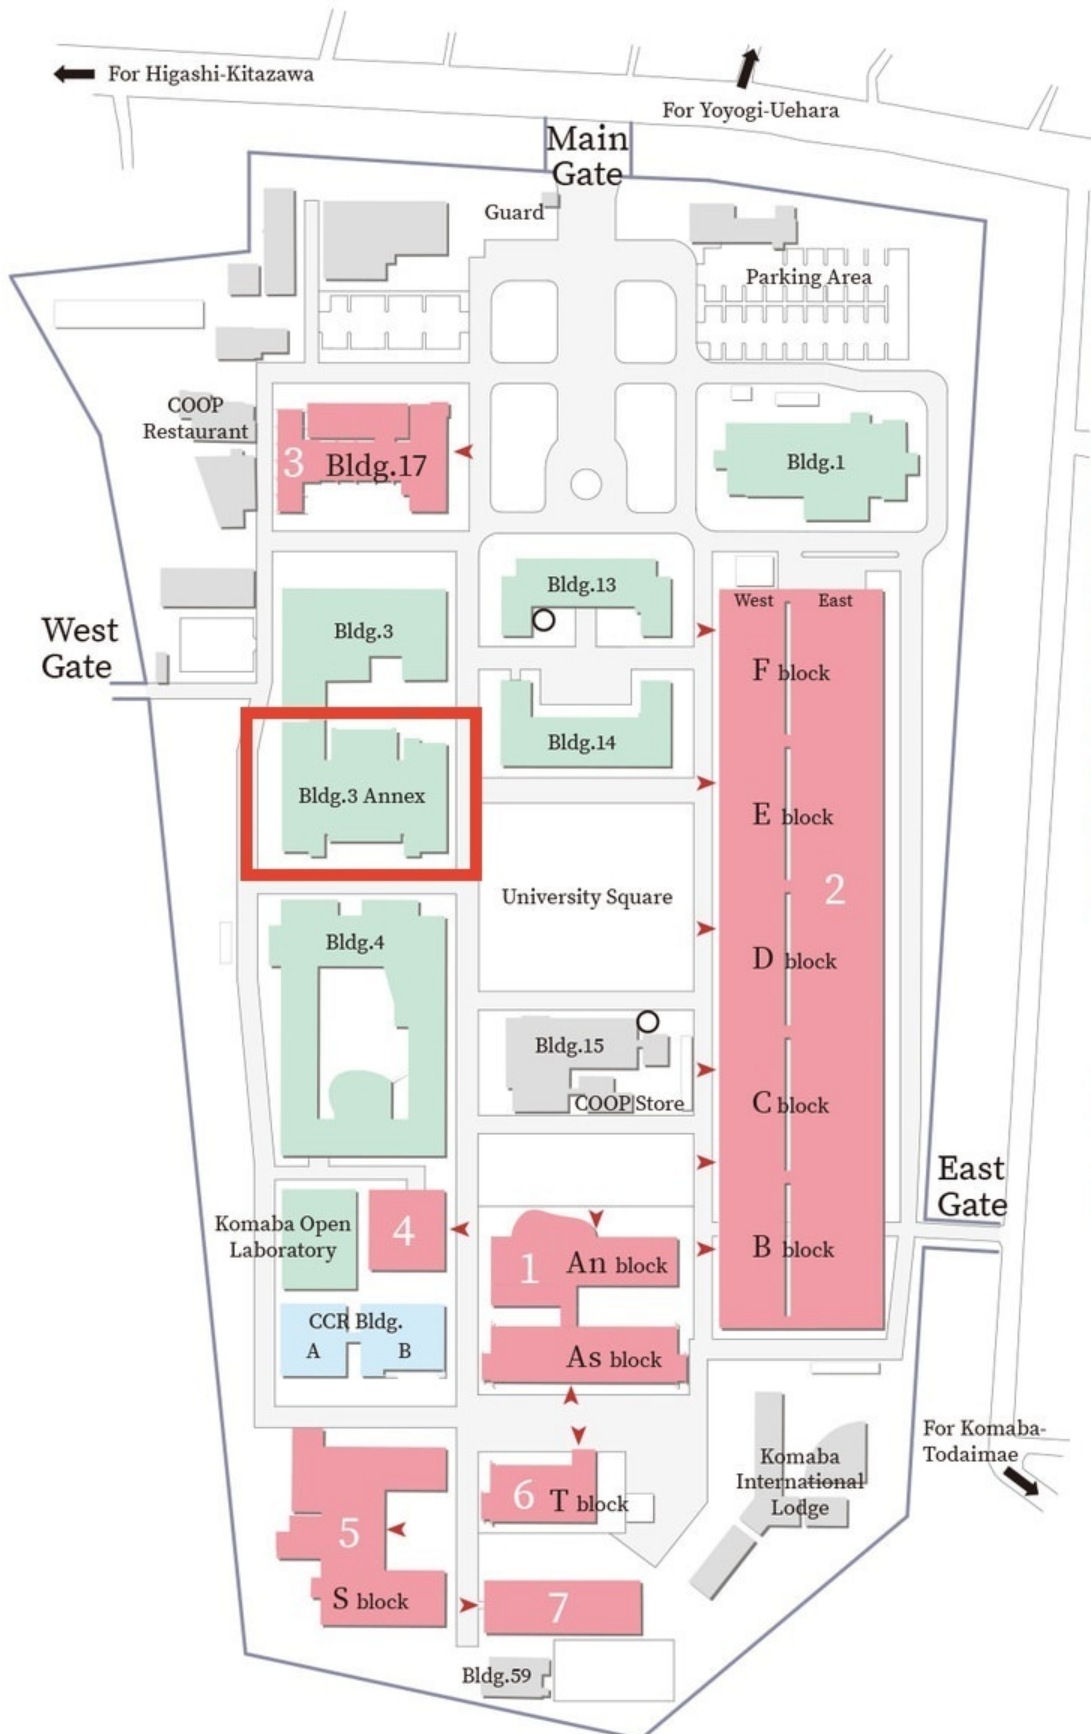 For Higashi-Kitazawa
For Yoyogi-Uehara
Main
Gate
Guard
Parking Area
COOP
Restaurant
3
Bldg.17
Bldg.1
Bldg.13
West
East
Bldg.3
West
Gate
F block
Bldg.14
Bldg.3 Annex
E block
University Square
2
Bldg.4
D block
Bldg.15
COOP Store
C block
East
Gate
Komaba Open
Laboratory
4
1
An block
B block
CCR Bldg.
A
B
As block
For Komaba-
Todaimae
Komaba
International
Lodge
6
T block
5
S block
7
Bldg.59